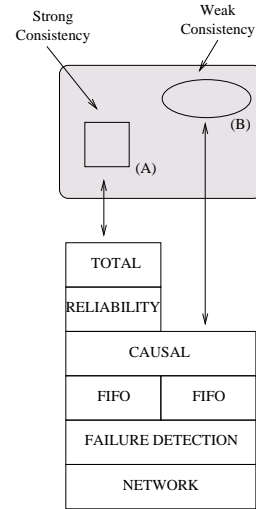 Strong
Consistency
Weak
Consistency
(A)
(B)
TOTAL
RELIABILITY
CAUSAL
FIFO
FIFO
FAILURE DETECTION
NETWORK